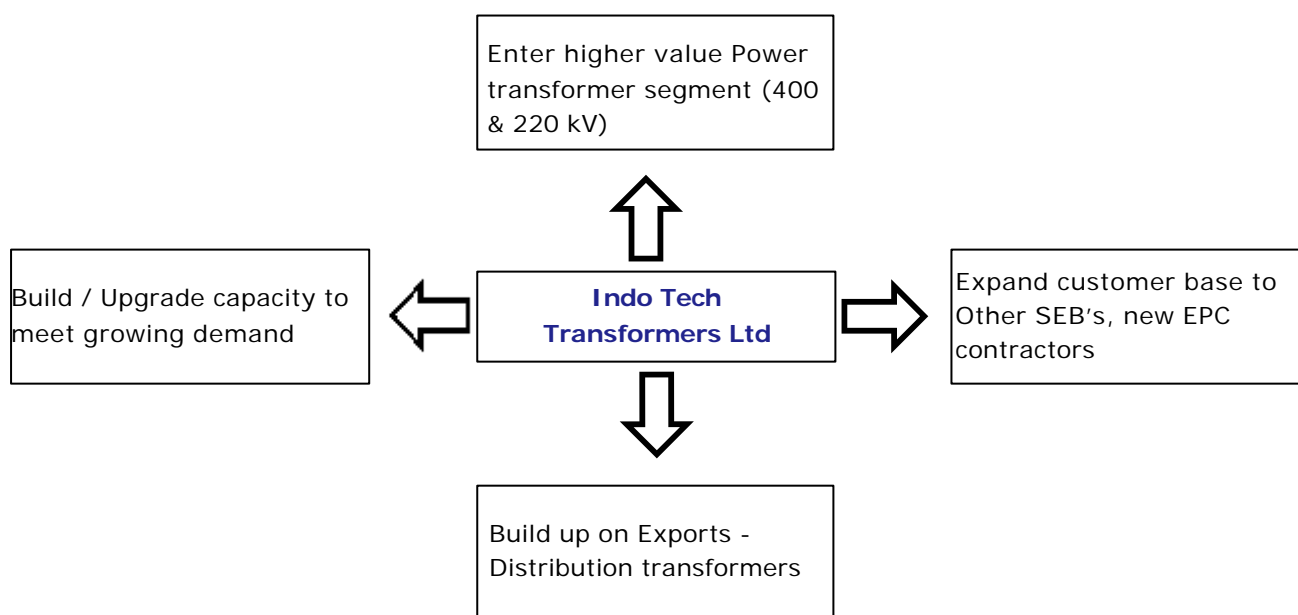 Enter higher value Power
transformer segment (400
& 220 kV)
Build / Upgrade capacity to
meet growing demand
Indo Tech
Transformers Ltd
Expand customer base to
Other SEB's, new EPC
contractors
Build up on Exports -
Distribution transformers